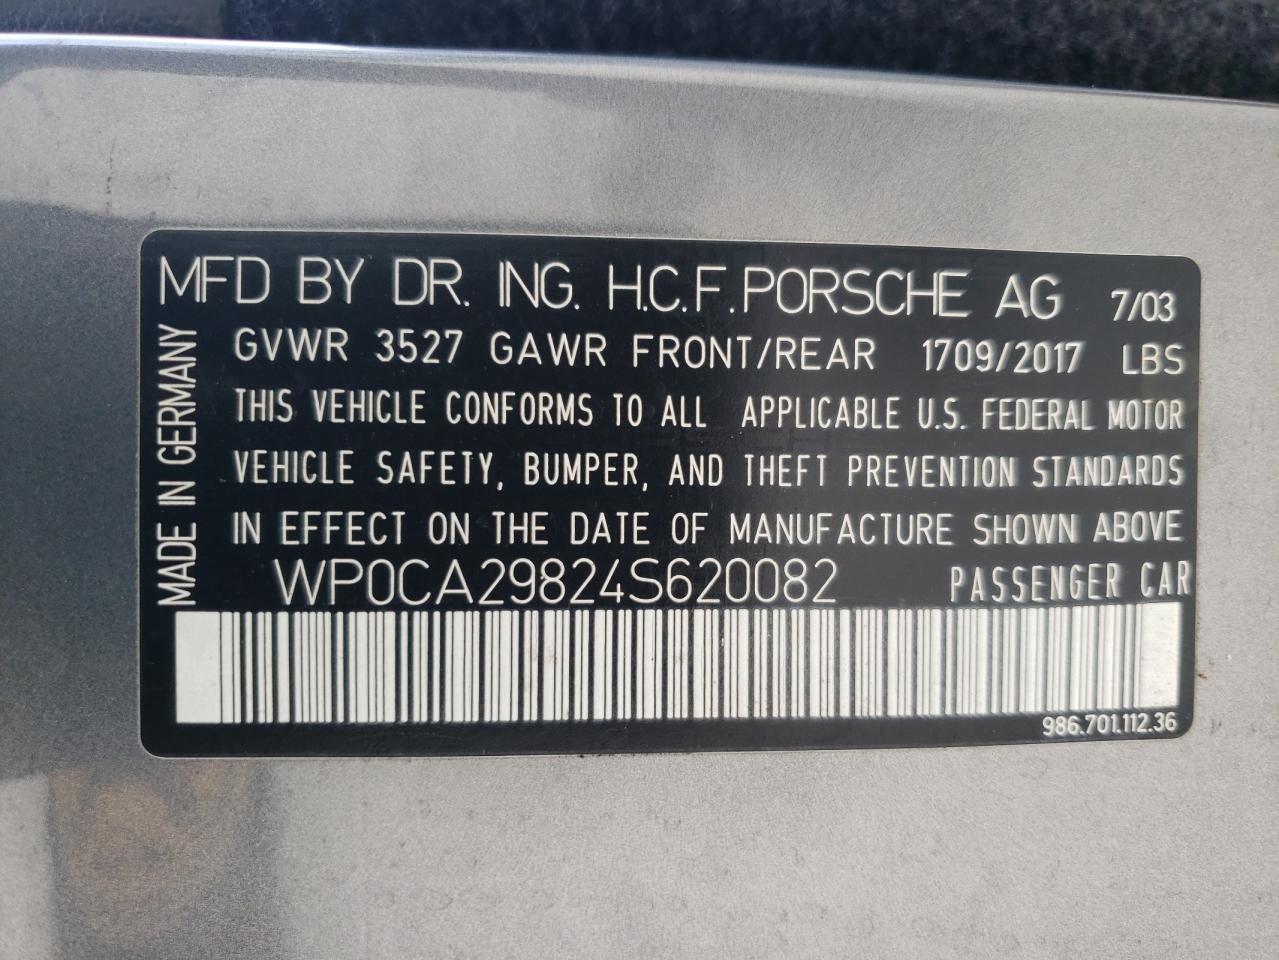 MFD BY DR. ING. H.C.F. PORSCHE AG 7/03
GVWR 3527 GAWR FRONT/REAR 1709/2017 LBS
THIS VEHICLE CONFORMS TO ALL APPLICABLE U.S. FEDERAL MOTOR
VEHICLE SAFETY, BUMPER, AND THEFT PREVENTION STANDARDS
IN EFFECT ON THE DATE OF MANUFACTURE SHOWN ABOVE
WP0CA29824S620082 PASSENGER CAR
986.701.112.36
MADE IN GERMANY